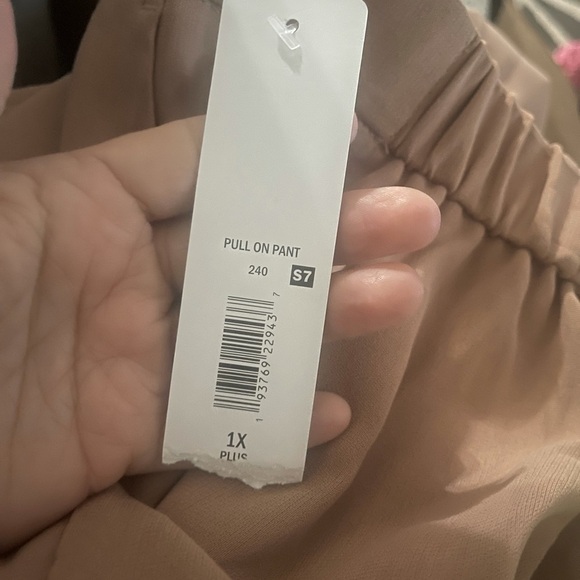 PULL ON PANT
240 S7
1 93769 22943 7
1X
PLUS